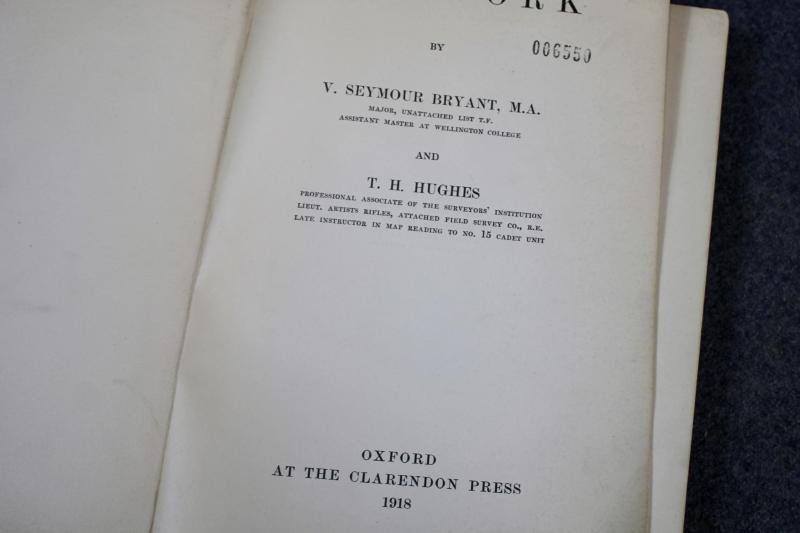 ORK
BY
006550
V. SEYMOUR BRYANT, M.A.
MAJOR, UNATTACHED LIST T.F.
ASSISTANT MASTER AT WELLINGTON COLLEGE
AND
T. H. HUGHES
PROFESSIONAL ASSOCIATE OF THE SURVEYORS' INSTITUTION
LIEUT. ARTISTS RIFLES, ATTACHED FIELD SURVEY CO., R.E.
LATE INSTRUCTOR IN MAP READING TO NO. 15 CADET UNIT
OXFORD
AT THE CLARENDON PRESS
1918